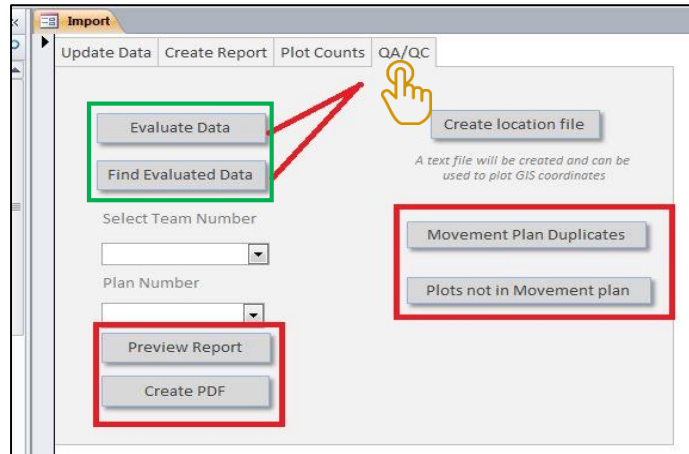 Import
Update Data Create Report Plot Counts QA/QC
Evaluate Data
Find Evaluated Data
Select Team Number
Plan Number
Preview Report
Create PDF
Create location file
A text file will be created and can be
used to plot GIS coordinates
Movement Plan Duplicates
Plots not in Movement plan